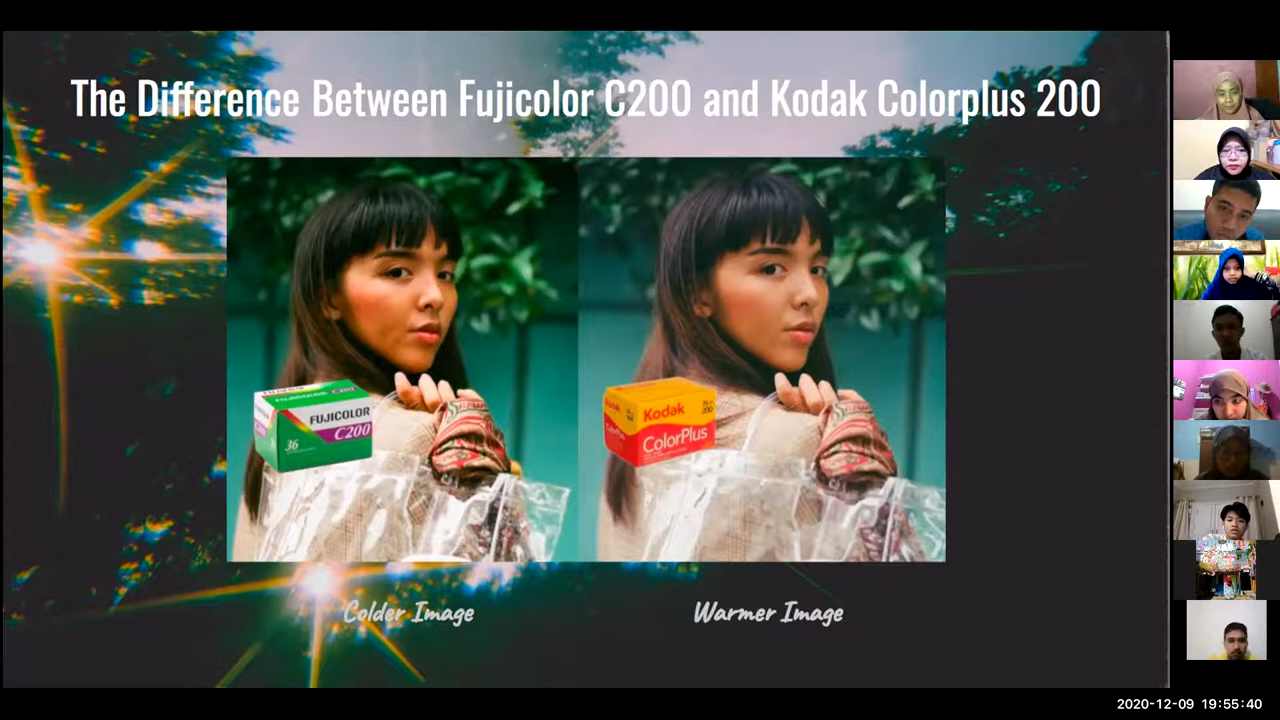 The Difference Between Fujicolor C200 and Kodak Colorplus 200
FUJICOLOR
C200
36
Kodak
200
ColorPlus
Colder Image
Warmer Image
2020-12-09 19:55:40